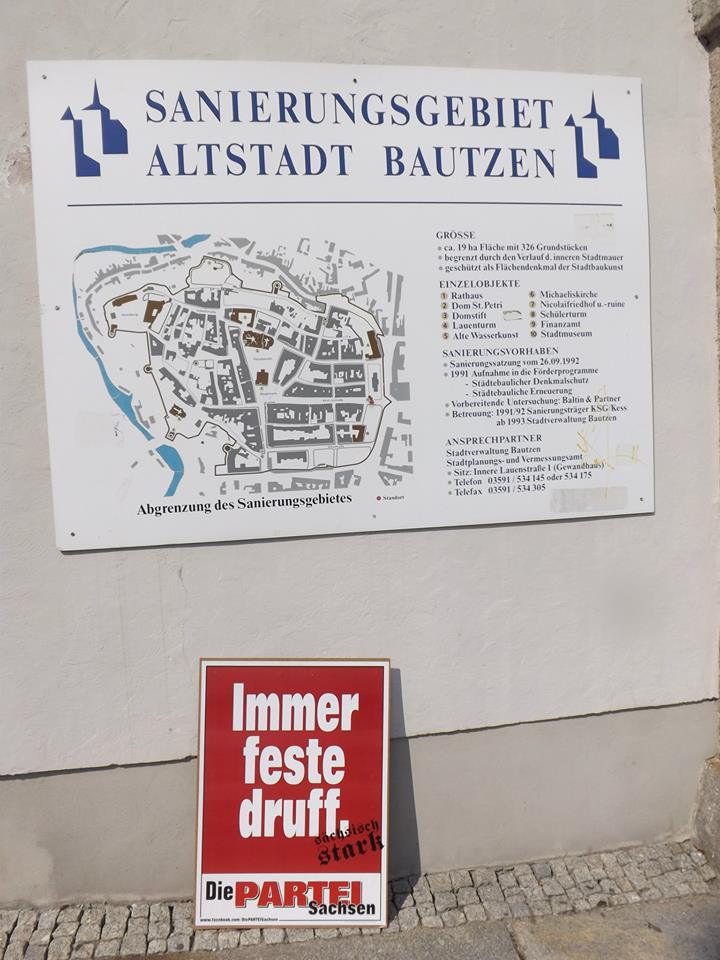 SANIERUNGSGEBIET
ALTSTADT BAUTZEN
GRÖSSE
ca. 19 ha Fläche mit 326 Grundstücken
begrenzt durch den Verlauf d. inneren Stadtmauer
geschützt als Flächendenkmal der Stadtbaukunst
EINZELOBJEKTE
1 Rathaus
2 Dom St. Petri
3 Domstift
4 Lauenturm
5 Alte Wasserkunst
6 Michaeliskirche
7 Nicolaifriedhof u.-ruine
8 Schülerturm
9 Finanzamt
10 Stadtmuseum
SANIERUNGSVORHABEN
Sanierungssatzung vom 26.09.1992
1991 Aufnahme in die Förderprogramme
- Städtebaulicher Denkmalschutz
- Städtebauliche Erneuerung
Vorbereitende Untersuchung: Baltin & Partner
Betreuung: 1991/92 Sanierungsträger KSG/Kess
ab 1993 Stadtverwaltung Bautzen
ANSPRECHPARTNER
Stadtverwaltung Bautzen
Stadtplanungs- und Vermessungsamt
Sitz: Innere Lauenstraße 1 (Gewandhaus)
Telefon 03591 / 534 145 oder 534 175
Telefax 03591 / 534 305
Abgrenzung des Sanierungsgebietes
Standort
Immer
feste
druff.
sächsisch
stark
Die PARTEI
Sachsen
www.facebook.com/DiePARTEISachsen